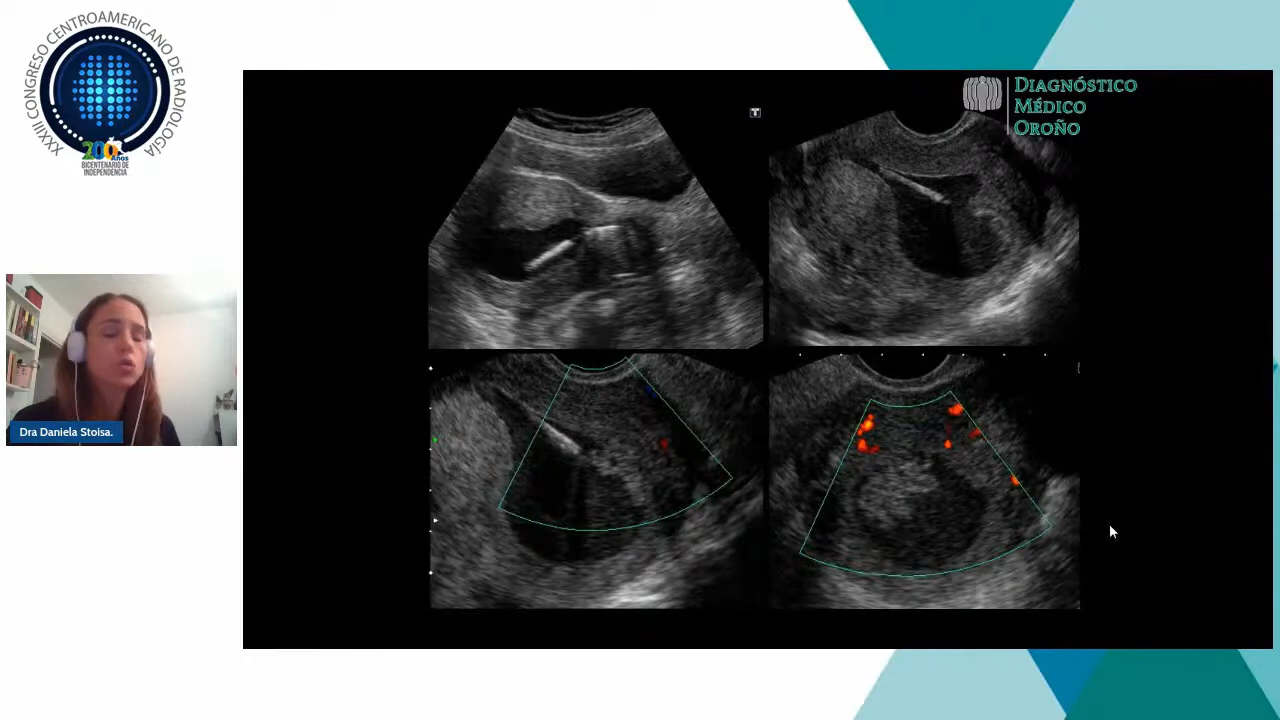 XXXIII CONGRESO CENTROAMERICANO DE RADIOLOGÍA
200 Años
BICENTENARIO DE
INDEPENDENCIA
DIAGNÓSTICO
MÉDICO
OROÑO
T
Dra Daniela Stoisa.